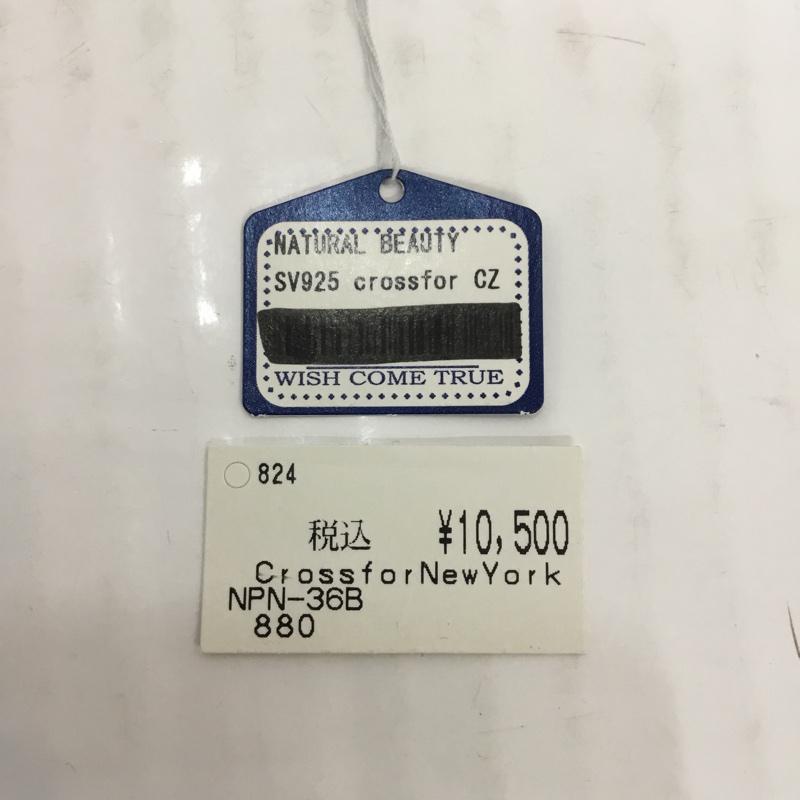 NATURAL BEAUTY
SV925 crossfor CZ
WISH COME TRUE
824
税込 ¥10,500
CrossforNewYork
NPN-36B
880